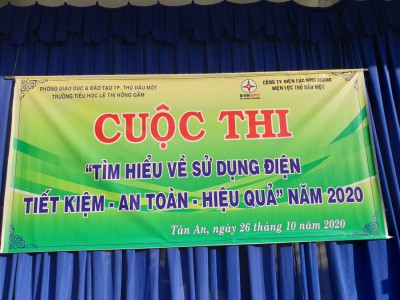 PHÒNG GIÁO DỤC & ĐÀO TẠO TP. THỦ DẦU MỘT
TRƯỜNG TIỂU HỌC LÊ THỊ HỒNG GẤM
EVNSPC
CÔNG TY ĐIỆN LỰC BÌNH DƯƠNG
ĐIỆN LỰC THỦ DẦU MỘT
CUỘC THI
"TÌM HIỂU VỀ SỬ DỤNG ĐIỆN
TIẾT KIỆM - AN TOÀN - HIỆU QUẢ" NĂM 2020
Tân An, ngày 26 tháng 10 năm 2020